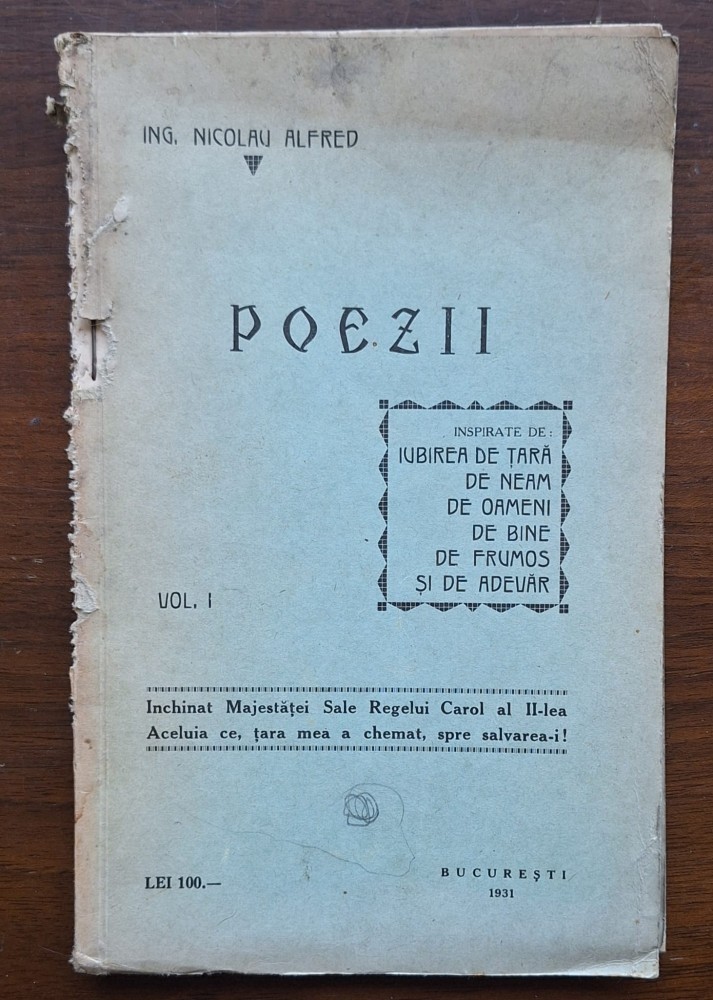 ING. NICOLAU ALFRED
POEZII
INSPIRATE DE:
IUBIREA DE ȚARĂ
DE NEAM
DE OAMENI
DE BINE
DE FRUMOS
ȘI DE ADEVĂR
VOL. I
Inchinat Majestăței Sale Regelui Carol al II-lea
Aceluia ce, țara mea a chemat, spre salvarea-i!
LEI 100.—
BUCUREȘTI
1931